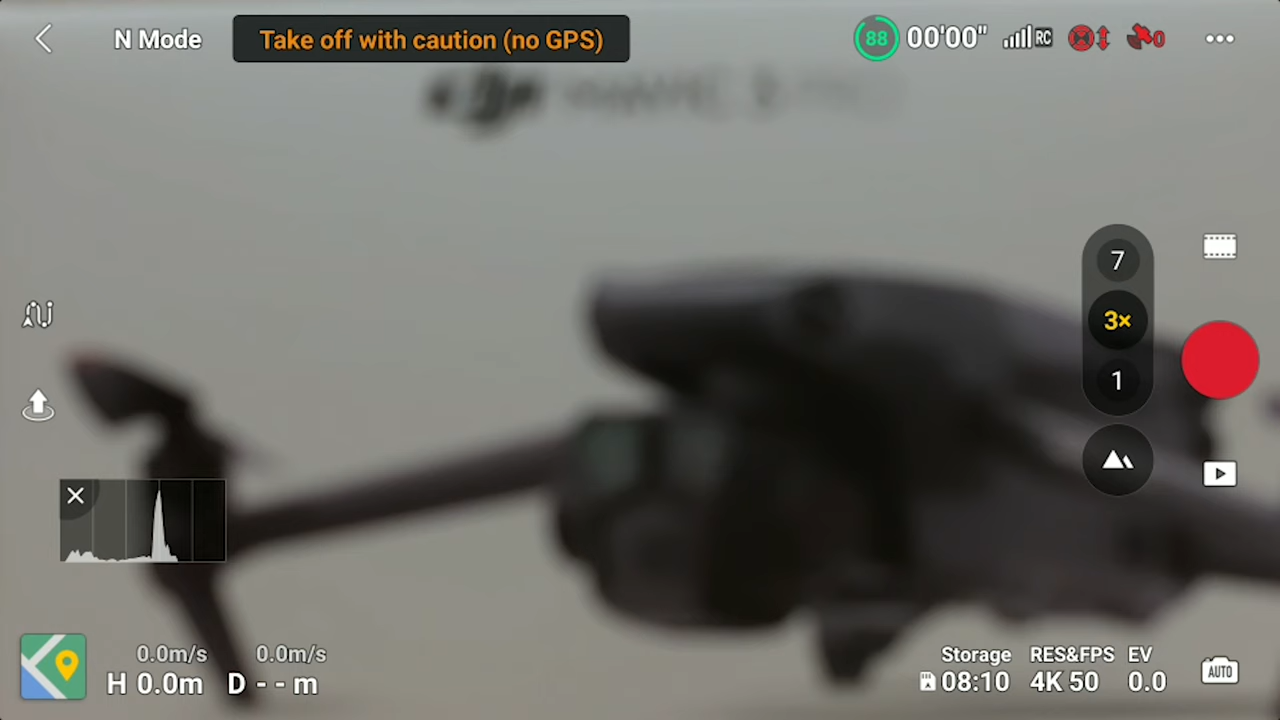 N Mode
Take off with caution (no GPS)
88
00'00"
RC
0
7
3×
1
0.0m/s
0.0m/s
H 0.0m
D - - m
Storage
RES&FPS
EV
08:10
4K 50
0.0
AUTO